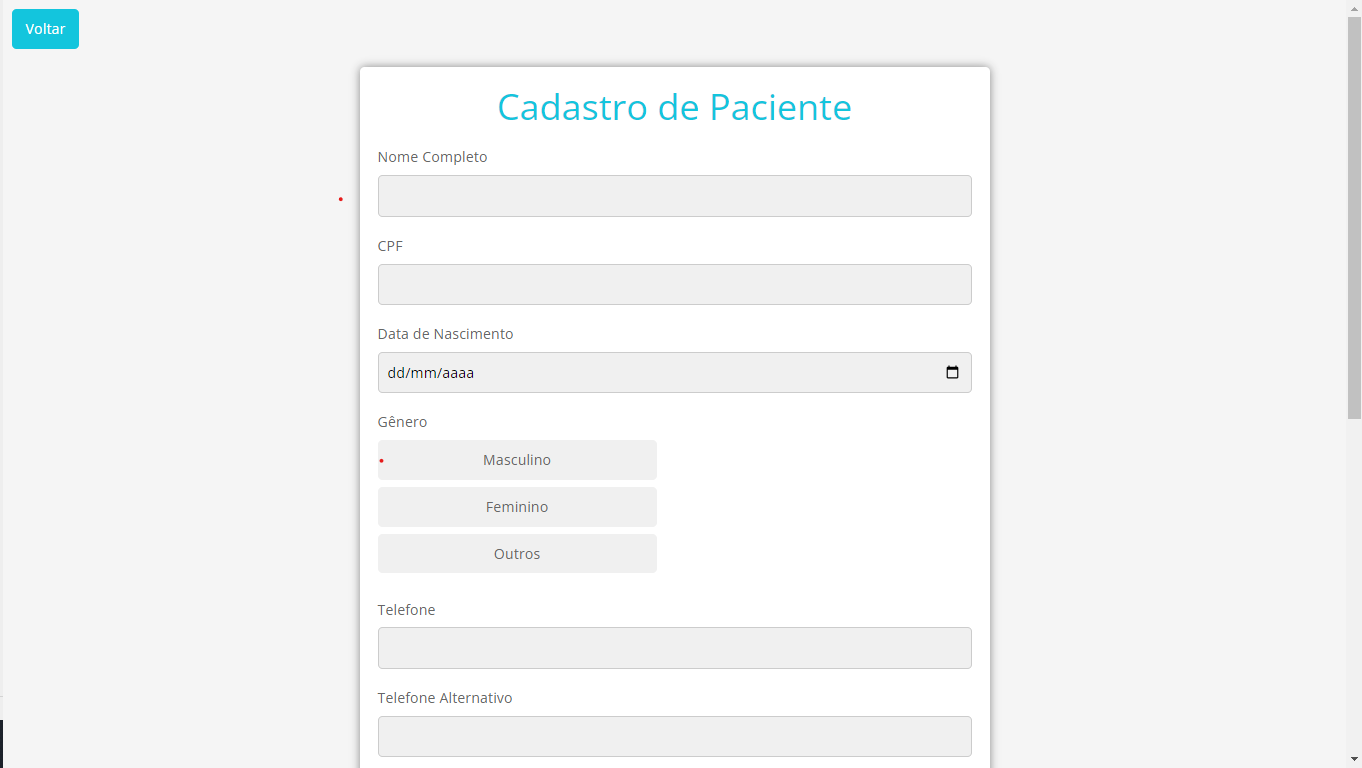 Voltar
Cadastro de Paciente
Nome Completo
CPF
Data de Nascimento
dd/mm/aaaa
Gênero
Masculino
Feminino
Outros
Telefone
Telefone Alternativo